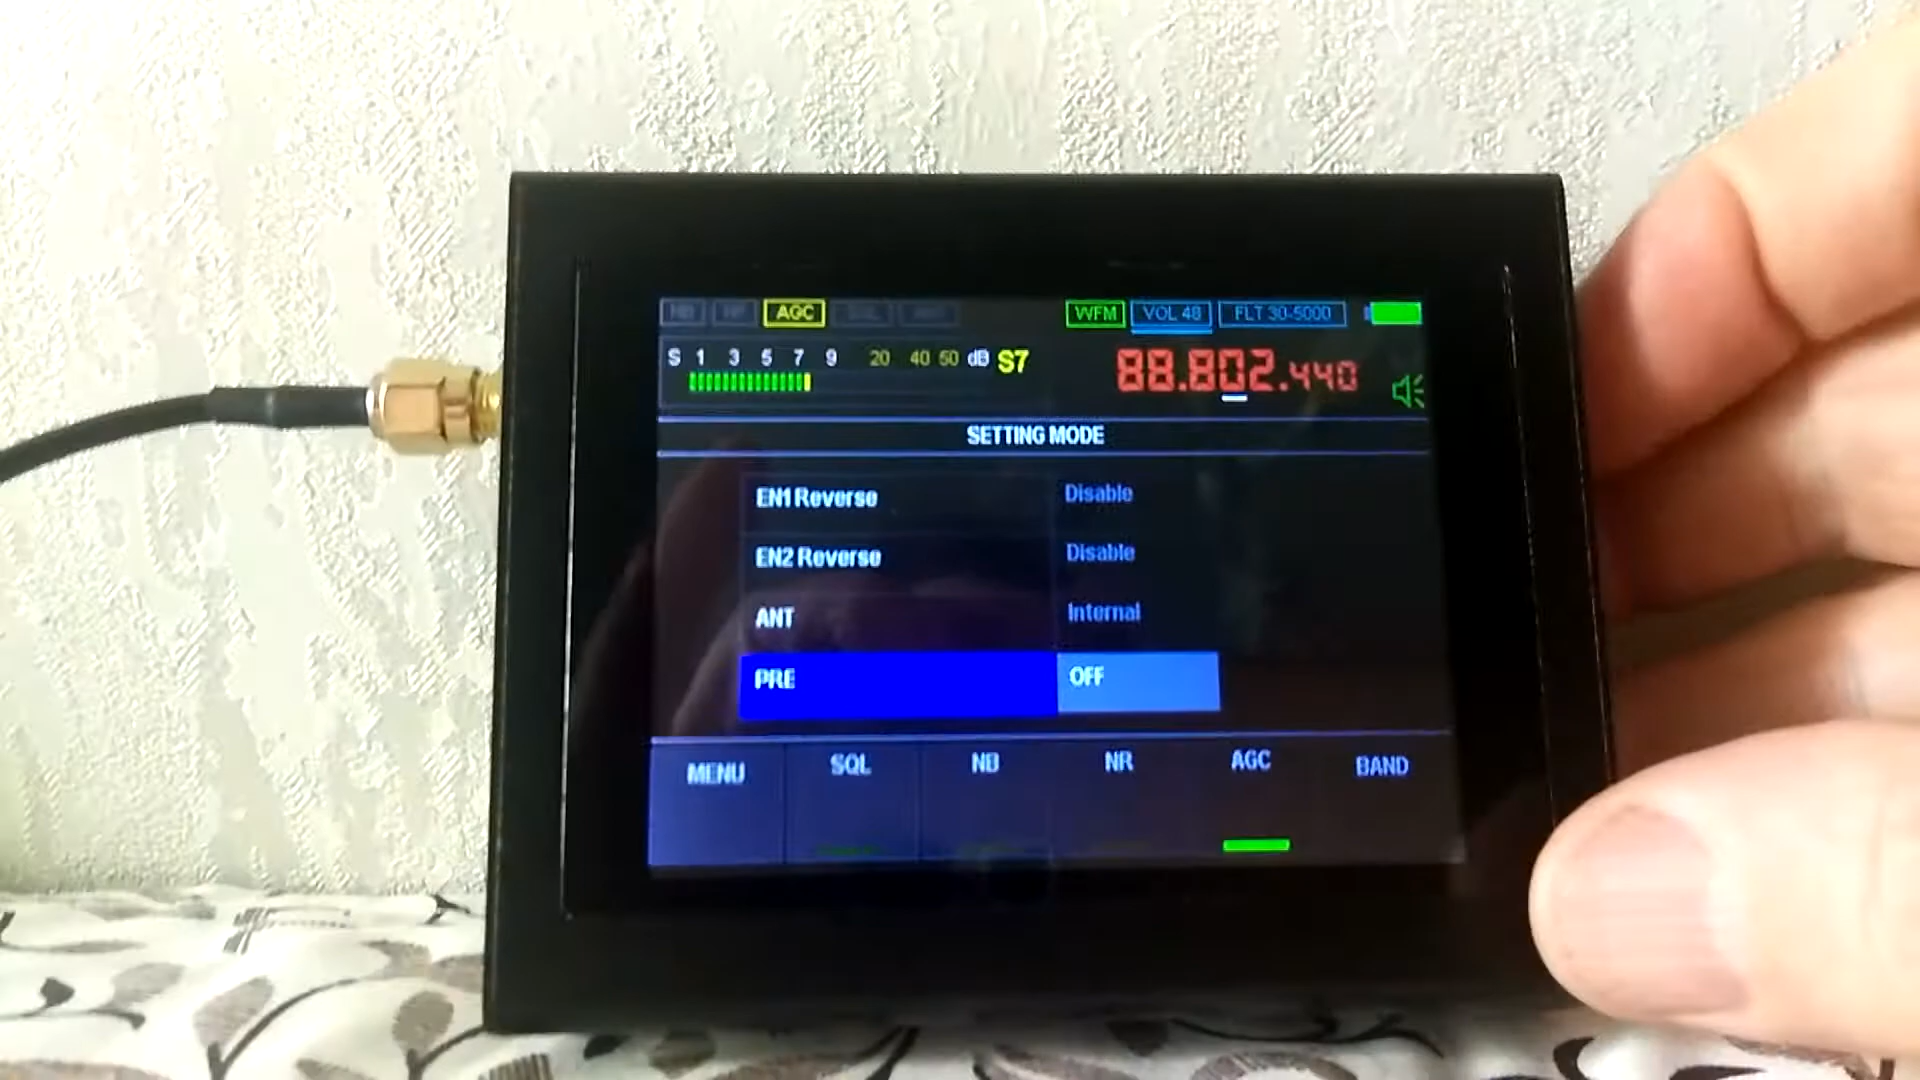 AGC WFM VOL 48 FLT 30-5000
S 1 3 5 7 9 20 40 50 dB S7 88.802.440
SETTING MODE
EN1 Reverse Disable
EN2 Reverse Disable
ANT Internal
PRE OFF
MENU SQL NB NR AGC BAND